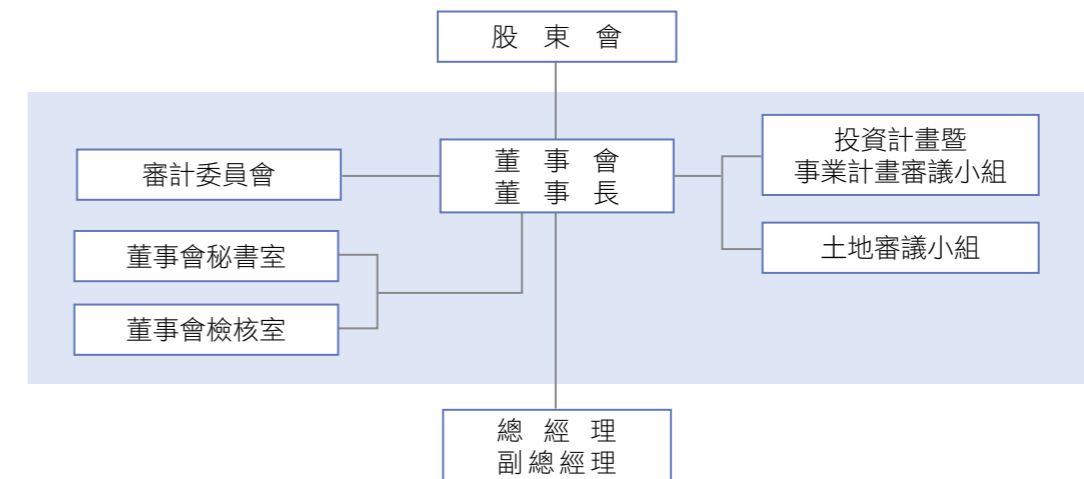 股東會
董事會
董事長
審計委員會
董事會秘書室
董事會檢核室
投資計畫暨
事業計畫審議小組
土地審議小組
總經理
副總經理